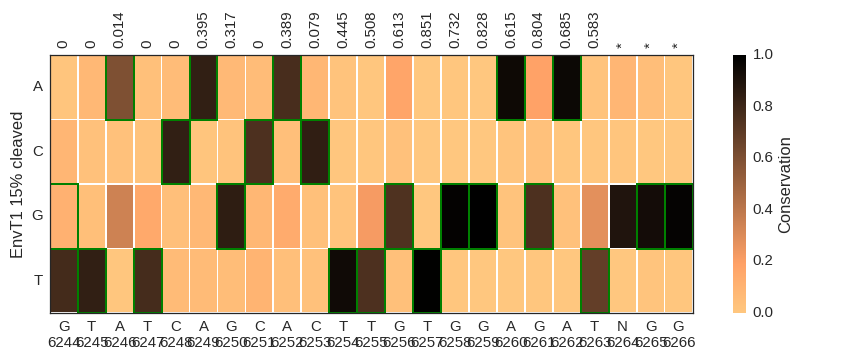 0 0 0.014 0 0 0.395 0.317 0 0.389 0.079 0.445 0.508 0.613 0.851 0.732 0.828 0.615 0.804 0.685 0.583 * * *
EnvT1 15% cleaved
A
C
G
T
G T A T C A G C A C T T G T G G A G A T N G G
6244 6245 6246 6247 6248 6249 6250 6251 6252 6253 6254 6255 6256 6257 6258 6259 6260 6261 6262 6263 6264 6265 6266
1.0
0.8
0.6
0.4
0.2
0.0
Conservation